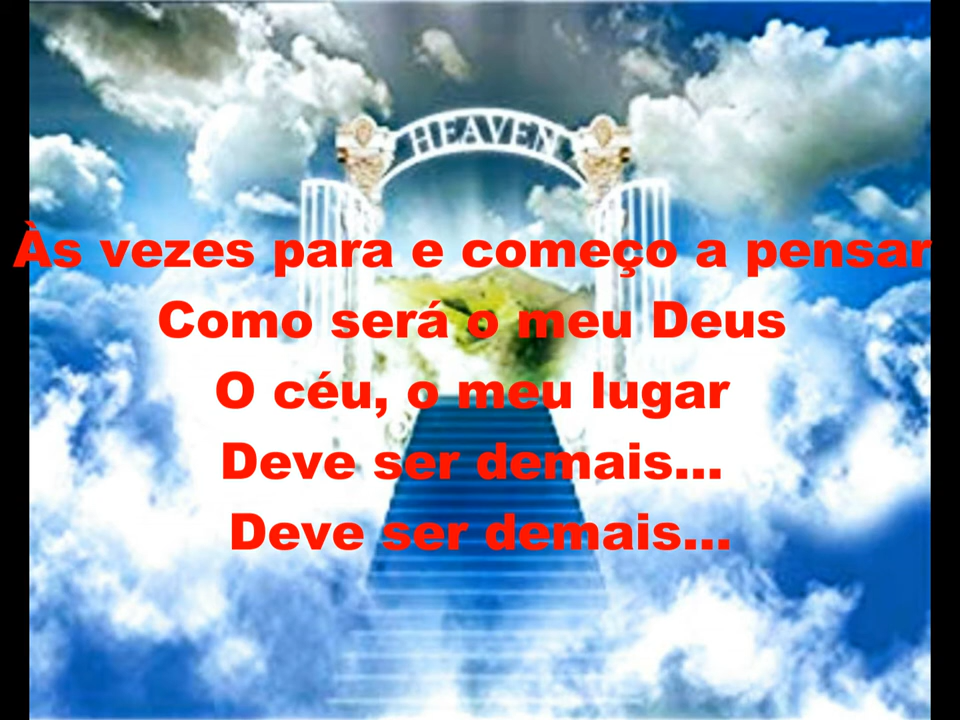 HEAVEN
Às vezes para e começo a pensar
Como será o meu Deus
O céu, o meu lugar
Deve ser demais...
Deve ser demais...